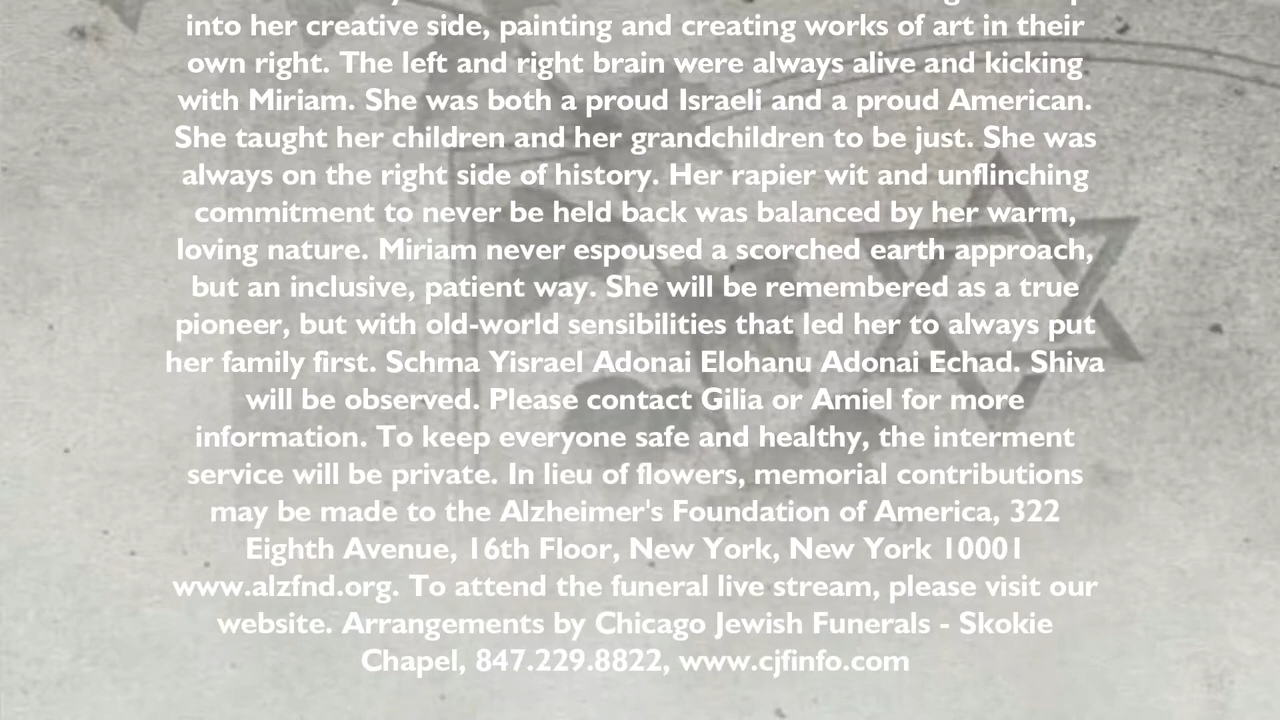 into her creative side, painting and creating works of art in their
own right. The left and right brain were always alive and kicking
with Miriam. She was both a proud Israeli and a proud American.
She taught her children and her grandchildren to be just. She was
always on the right side of history. Her rapier wit and unflinching
commitment to never be held back was balanced by her warm,
loving nature. Miriam never espoused a scorched earth approach,
but an inclusive, patient way. She will be remembered as a true
pioneer, but with old-world sensibilities that led her to always put
her family first. Schma Yisrael Adonai Elohanu Adonai Echad. Shiva
will be observed. Please contact Gilia or Amiel for more
information. To keep everyone safe and healthy, the interment
service will be private. In lieu of flowers, memorial contributions
may be made to the Alzheimer's Foundation of America, 322
Eighth Avenue, 16th Floor, New York, New York 10001
www.alzfnd.org. To attend the funeral live stream, please visit our
website. Arrangements by Chicago Jewish Funerals - Skokie
Chapel, 847.229.8822, www.cjfinfo.com